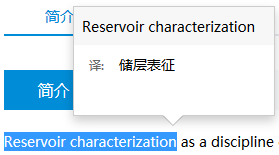 简介
Reservoir characterization
译: 储层表征
简介
Reservoir characterization as a discipline